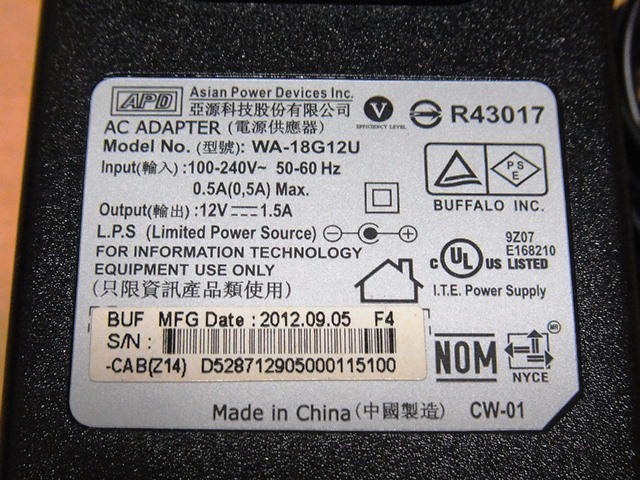 APD Asian Power Devices Inc.
亞源科技股份有限公司
V
EFFICIENCY LEVEL
R43017
AC ADAPTER (電源供應器)
Model No. (型號): WA-18G12U
Input(輸入):100-240V~ 50-60 Hz
0.5A(0,5A) Max.
Output(輸出):12V 1.5A
L.P.S (Limited Power Source)
FOR INFORMATION TECHNOLOGY
EQUIPMENT USE ONLY
(只限資訊產品類使用)
PS
E
BUFFALO INC.
c UL US LISTED
9Z07
E168210
I.T.E. Power Supply
BUF MFG Date : 2012.09.05 F4
S/N :
-CAB(Z14) D528712905000115100
NOM
MR
NYCE
Made in China (中國製造) CW-01